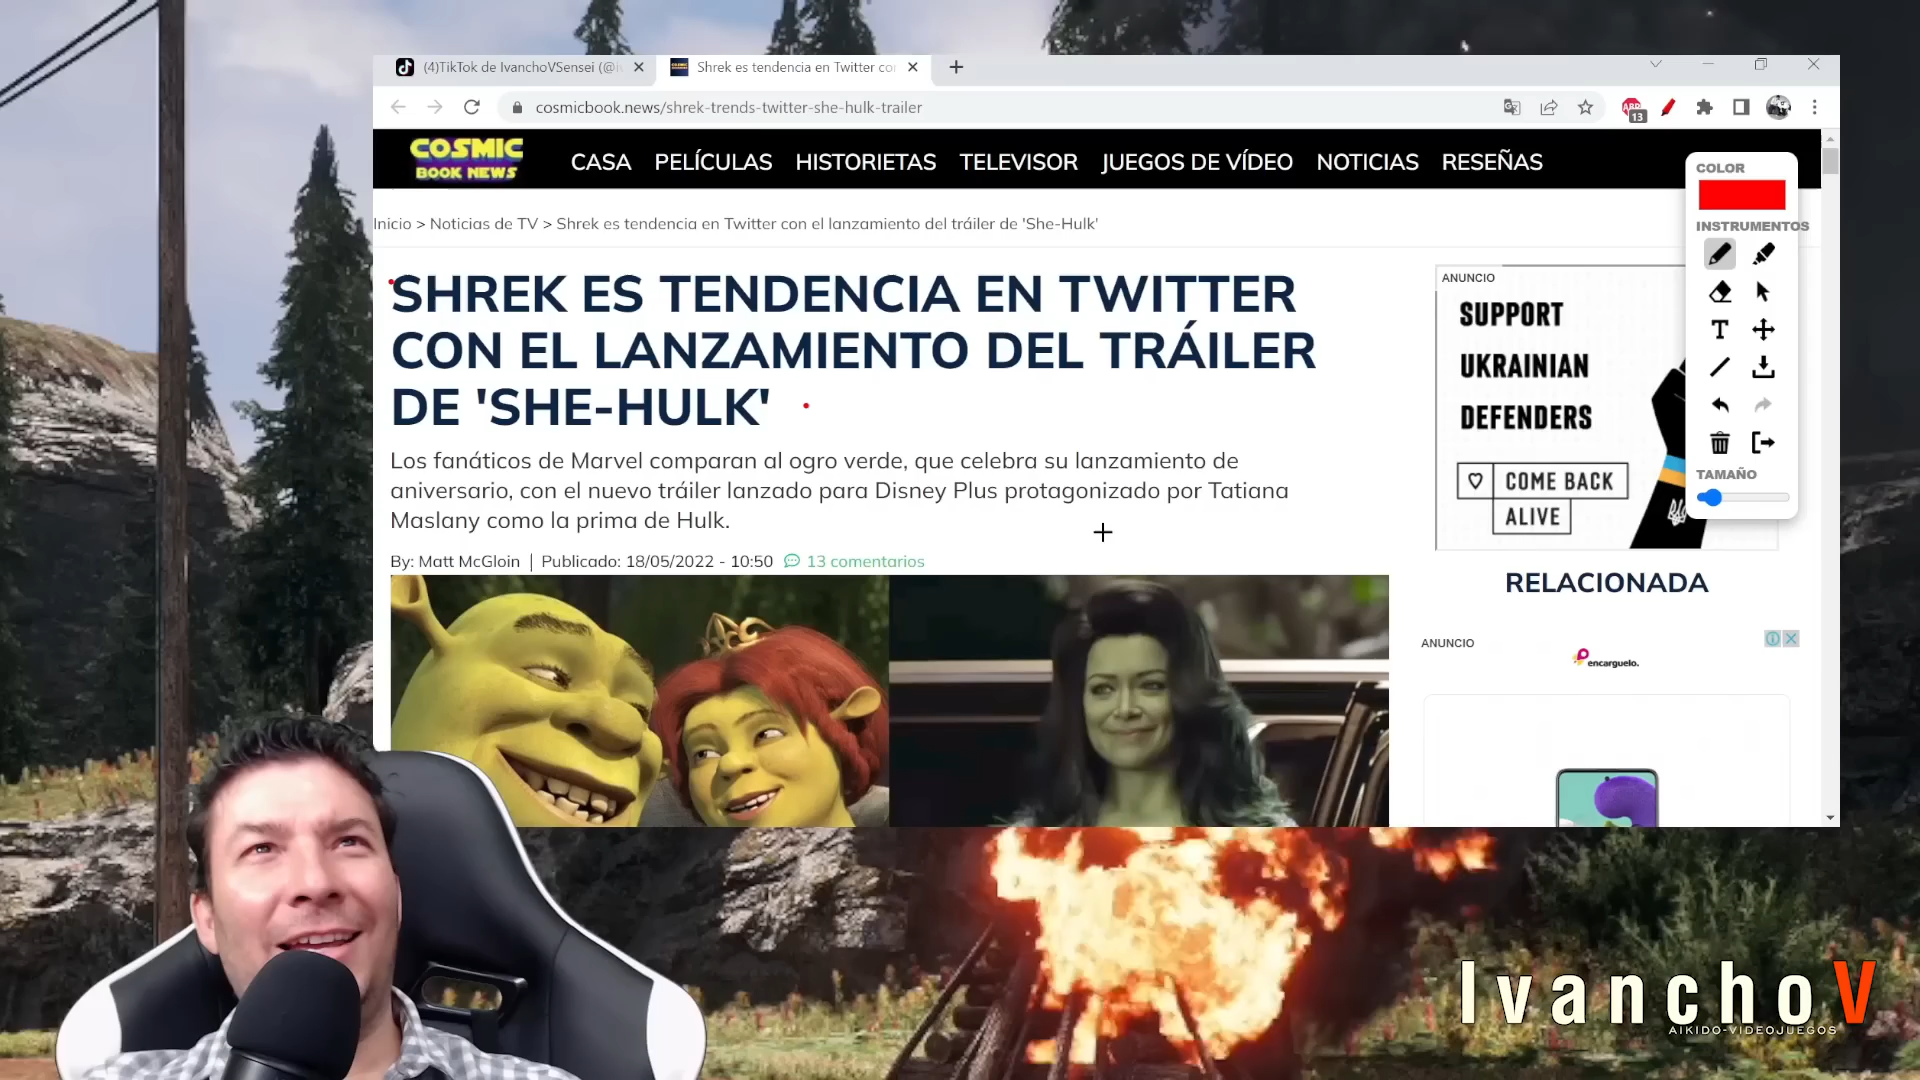 (4)TikTok de IvanchoVSensei (@i
Shrek es tendencia en Twitter co
cosmicbook.news/shrek-trends-twitter-she-hulk-trailer
ABP
13
COSMIC
BOOK NEWS
CASA PELÍCULAS HISTORIETAS TELEVISOR JUEGOS DE VÍDEO NOTICIAS RESEÑAS
COLOR
INSTRUMENTOS
T
TAMAÑO
Inicio > Noticias de TV > Shrek es tendencia en Twitter con el lanzamiento del tráiler de 'She-Hulk'
SHREK ES TENDENCIA EN TWITTER
CON EL LANZAMIENTO DEL TRÁILER
DE 'SHE-HULK'
Los fanáticos de Marvel comparan al ogro verde, que celebra su lanzamiento de
aniversario, con el nuevo tráiler lanzado para Disney Plus protagonizado por Tatiana
Maslany como la prima de Hulk.
By: Matt McGloin | Publicado: 18/05/2022 - 10:50 13 comentarios
ANUNCIO
SUPPORT
UKRAINIAN
DEFENDERS
COME BACK
ALIVE
RELACIONADA
ANUNCIO
encarguelo.
IvanchoV
AIKIDO-VIDEOJUEGOS